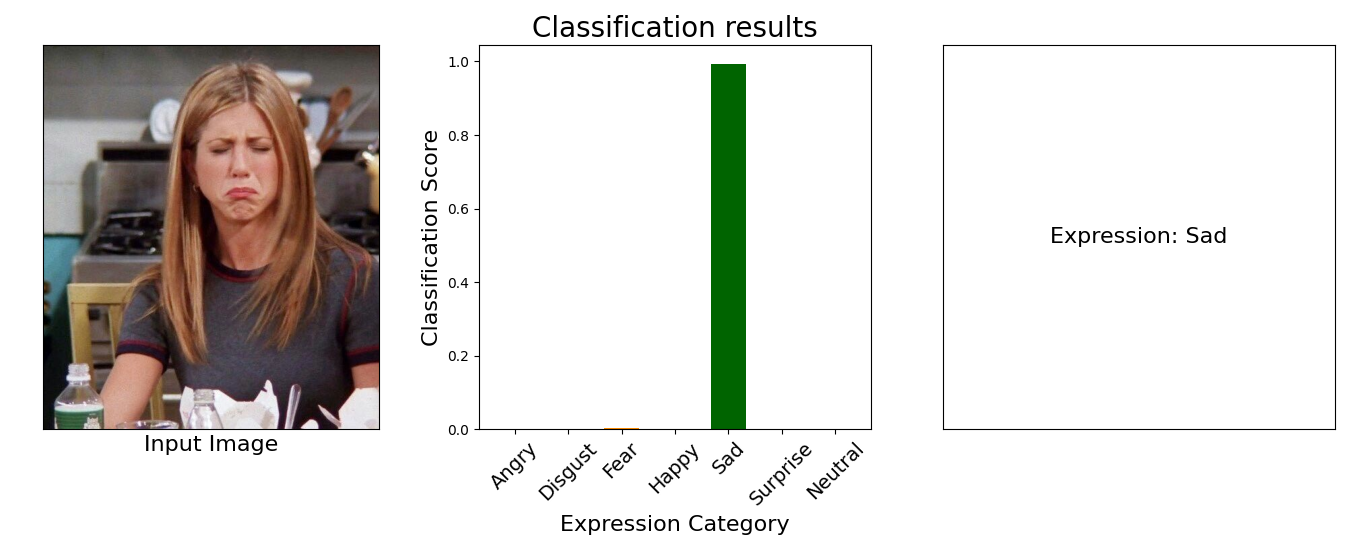 Classification results
1.0
0.8
0.6
0.4
0.2
0.0
Classification Score
Angry
Disgust
Fear
Happy
Sad
Surprise
Neutral
Expression Category
Input Image
Expression: Sad